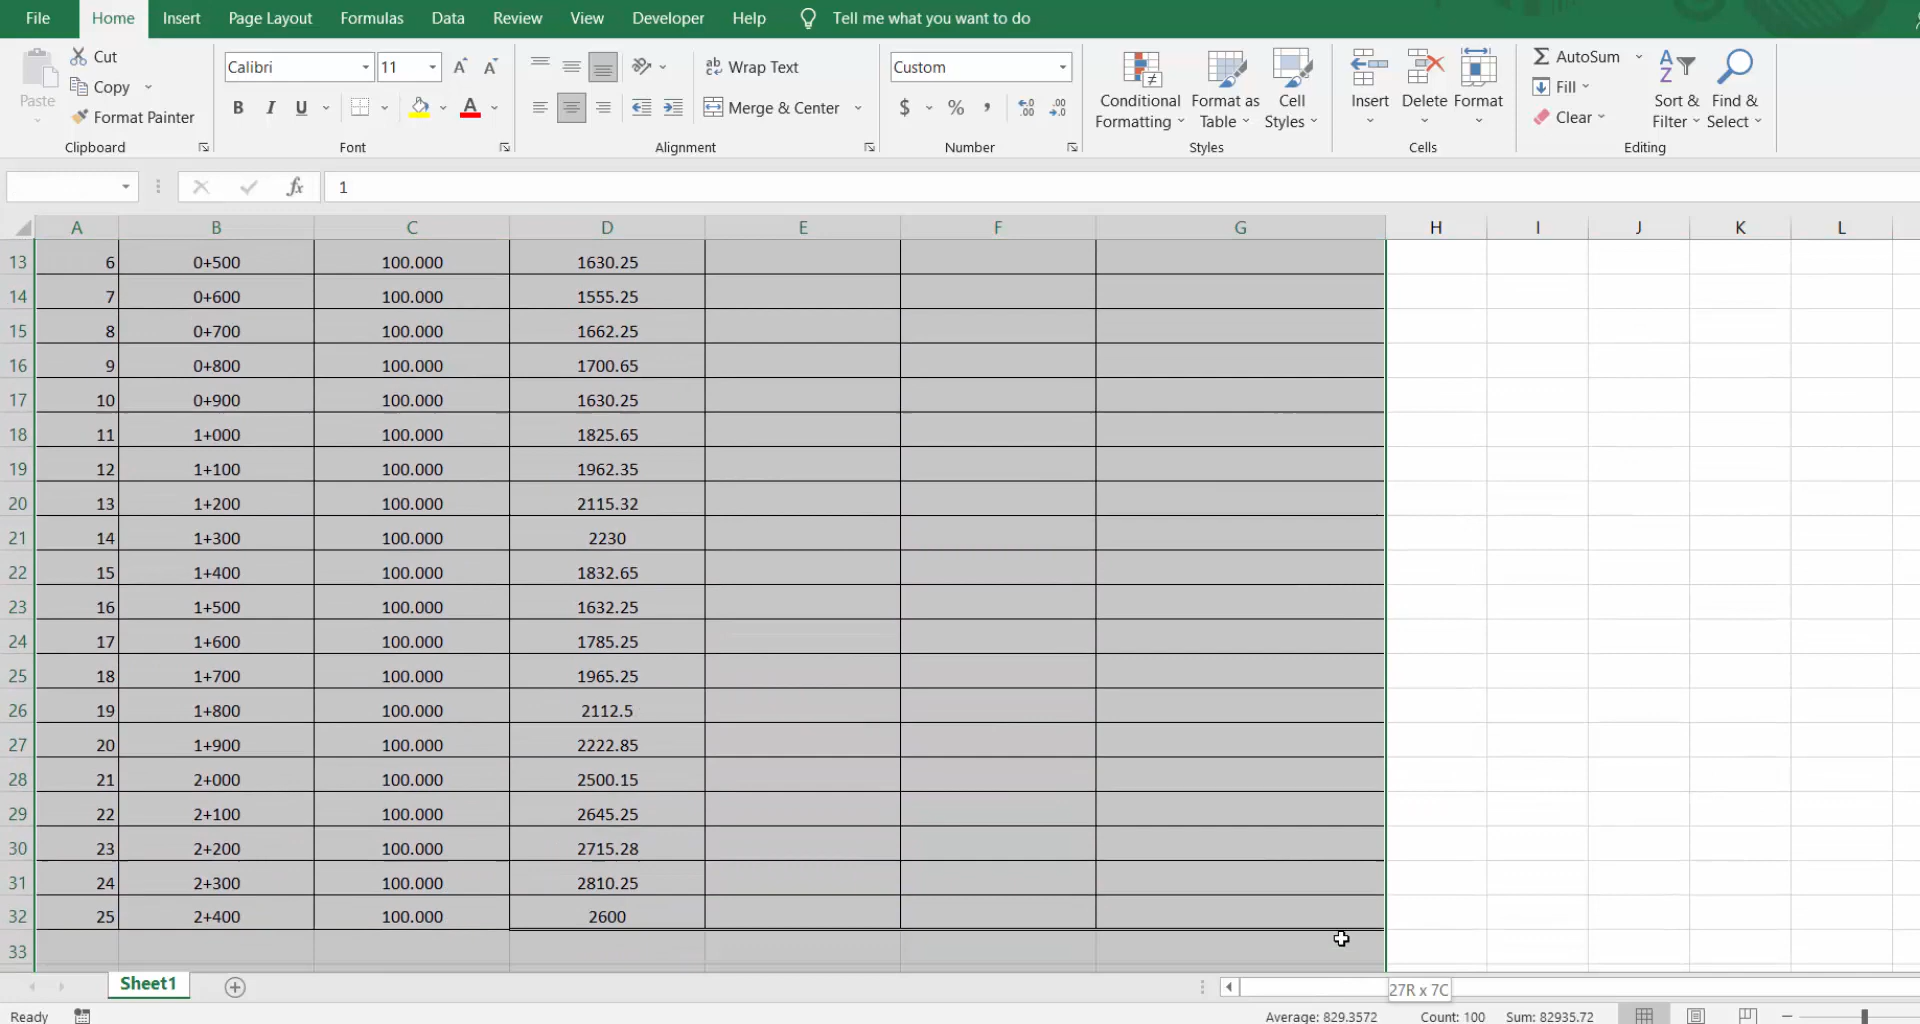 File Home Insert Page Layout Formulas Data Review View Developer Help Tell me what you want to do
Paste
Cut
Copy
Format Painter
Clipboard
Calibri 11 A A
B I U A
Font
ab Wrap Text
Merge & Center
Alignment
Custom
$ % , .00
Number
Conditional Formatting
Format as Table
Cell Styles
Styles
Insert Delete Format
Cells
AutoSum
Fill
Clear
Sort & Filter
Find & Select
Editing
fx 1
A B C D E F G H I J K L
13 6 0+500 100.000 1630.25
14 7 0+600 100.000 1555.25
15 8 0+700 100.000 1662.25
16 9 0+800 100.000 1700.65
17 10 0+900 100.000 1630.25
18 11 1+000 100.000 1825.65
19 12 1+100 100.000 1962.35
20 13 1+200 100.000 2115.32
21 14 1+300 100.000 2230
22 15 1+400 100.000 1832.65
23 16 1+500 100.000 1632.25
24 17 1+600 100.000 1785.25
25 18 1+700 100.000 1965.25
26 19 1+800 100.000 2112.5
27 20 1+900 100.000 2222.85
28 21 2+000 100.000 2500.15
29 22 2+100 100.000 2645.25
30 23 2+200 100.000 2715.28
31 24 2+300 100.000 2810.25
32 25 2+400 100.000 2600
33
Sheet1
27R x 7C
Ready Average: 829.3572 Count: 100 Sum: 82935.72